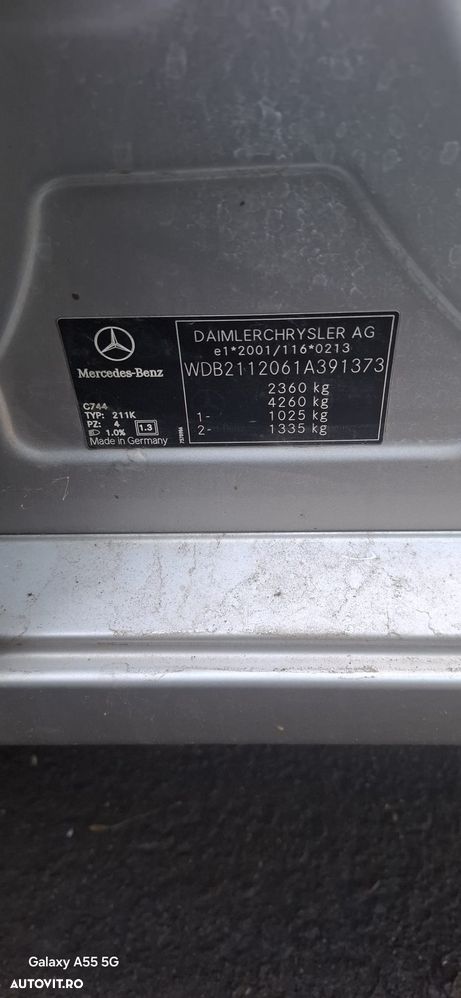 Mercedes-Benz
C744
TYP: 211K
PZ: 4
1.0%
1.3
Made in Germany
DAIMLERCHRYSLER AG
e1*2001/116*0213
WDB2112061A391373
2360 kg
4260 kg
1- 1025 kg
2- 1335 kg
Galaxy A55 5G
AUTOVIT.RO